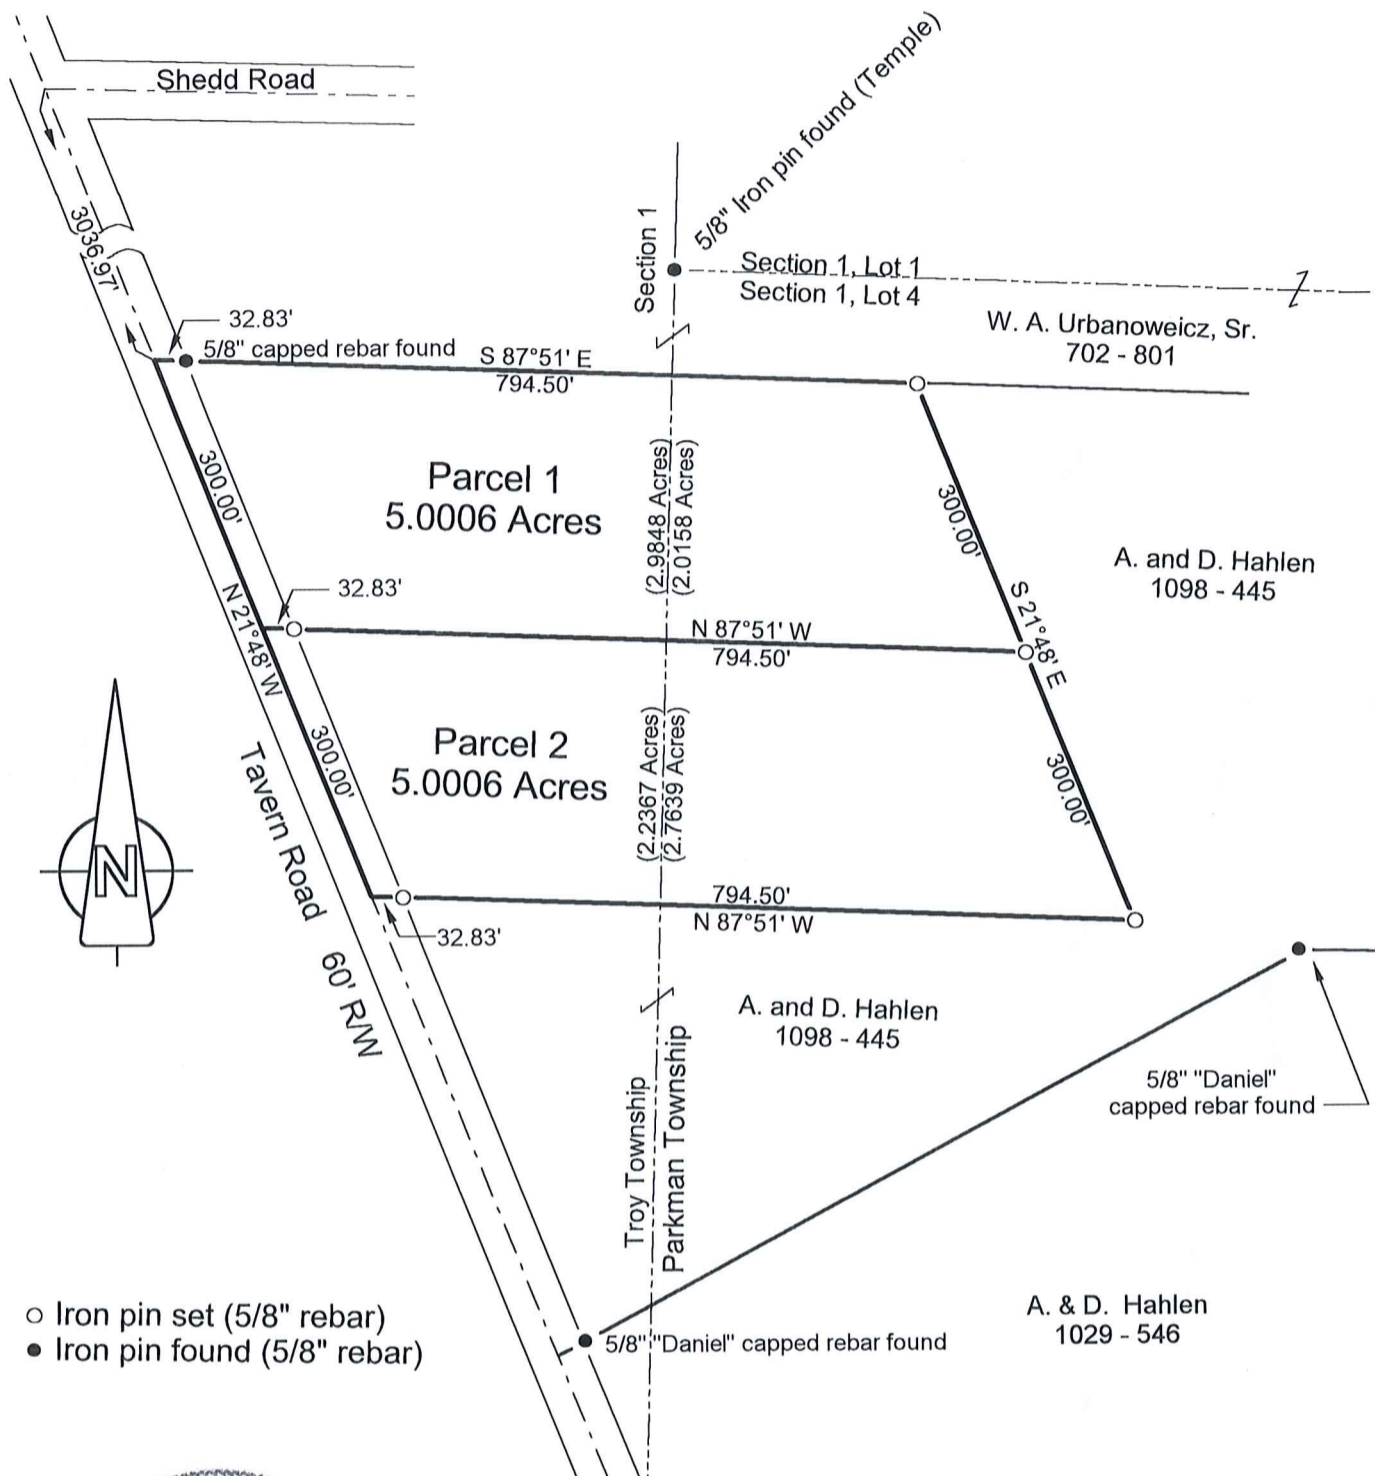 Shedd Road
5/8" Iron pin found (Temple)
3036.97'
Section 1
Section 1, Lot 1
Section 1, Lot 4
W. A. Urbanoweicz, Sr.
702 - 801
32.83'
5/8" capped rebar found
S 87°51' E
794.50'
300.00'
Parcel 1
5.0006 Acres
(2.9848 Acres)
(2.0158 Acres)
300.00'
A. and D. Hahlen
1098 - 445
32.83'
N 21°48' W
S 21°48' E
N 87°51' W
794.50'
300.00'
Parcel 2
5.0006 Acres
(2.2367 Acres)
(2.7639 Acres)
300.00'
N
Tavern Road 60' R/W
794.50'
N 87°51' W
32.83'
A. and D. Hahlen
1098 - 445
5/8" "Daniel"
capped rebar found
Troy Township
Parkman Township
Iron pin set (5/8" rebar)
Iron pin found (5/8" rebar)
5/8" "Daniel" capped rebar found
A. & D. Hahlen
1029 - 546